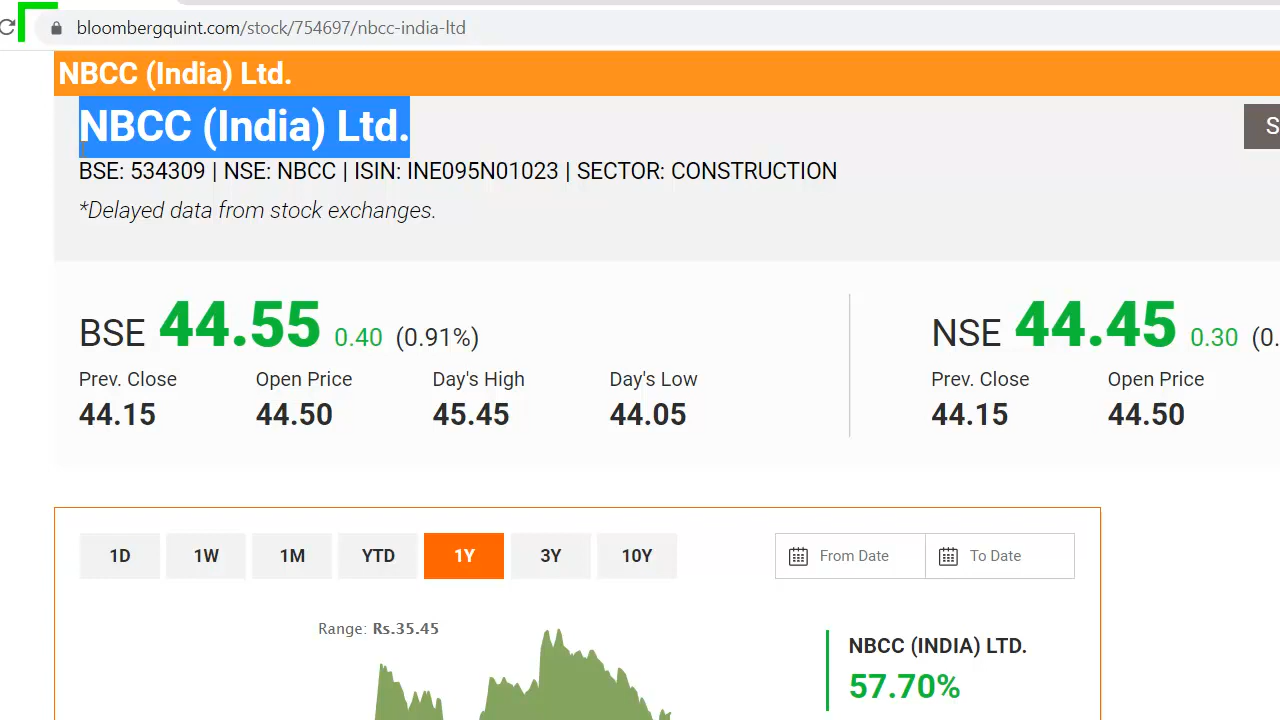 bloombergquint.com/stock/754697/nbcc-india-ltd
NBCC (India) Ltd.
NBCC (India) Ltd.
S
BSE: 534309 | NSE: NBCC | ISIN: INE095N01023 | SECTOR: CONSTRUCTION
*Delayed data from stock exchanges.
BSE 44.55 0.40 (0.91%)
Prev. Close Open Price Day's High Day's Low
44.15 44.50 45.45 44.05
NSE 44.45 0.30 (0.
Prev. Close Open Price
44.15 44.50
1D 1W 1M YTD 1Y 3Y 10Y
From Date To Date
Range: Rs.35.45
NBCC (INDIA) LTD.
57.70%